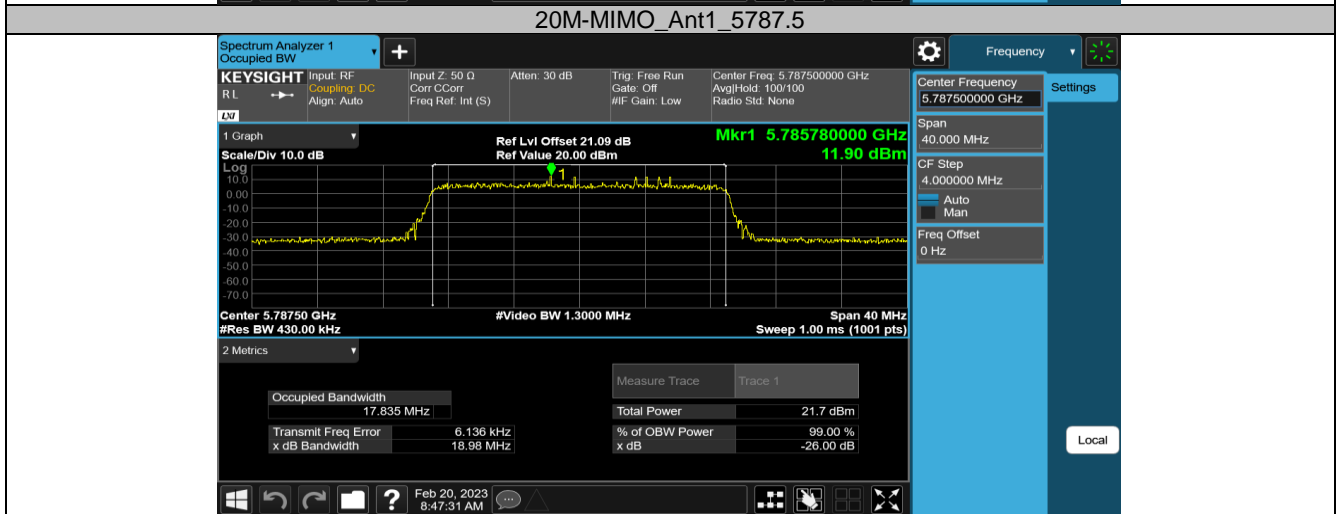 20M-MIMO_Ant1_5787.5
Spectrum Analyzer 1
Occupied BW
Frequency
KEYSIGHT
R L
LXI
Input: RF
Coupling: DC
Align: Auto
Input Z: 50 Ω
Corr CCorr
Freq Ref: Int (S)
Atten: 30 dB
Trig: Free Run
Gate: Off
#IF Gain: Low
Center Freq: 5.787500000 GHz
Avg|Hold: 100/100
Radio Std: None
Center Frequency
5.787500000 GHz
Settings
Span
40.000 MHz
CF Step
4.000000 MHz
Auto
Man
Freq Offset
0 Hz
1 Graph
Scale/Div 10.0 dB
Ref Lvl Offset 21.09 dB
Ref Value 20.00 dBm
Mkr1 5.785780000 GHz
11.90 dBm
Log
10.0
0.00
-10.0
-20.0
-30.0
-40.0
-50.0
-60.0
-70.0
1
Center 5.78750 GHz
#Res BW 430.00 kHz
#Video BW 1.3000 MHz
Span 40 MHz
Sweep 1.00 ms (1001 pts)
2 Metrics
Measure Trace Trace 1
Occupied Bandwidth
17.835 MHz
Total Power 21.7 dBm
Transmit Freq Error 6.136 kHz
% of OBW Power 99.00 %
x dB Bandwidth 18.98 MHz
x dB -26.00 dB
Local
?
Feb 20, 2023
8:47:31 AM